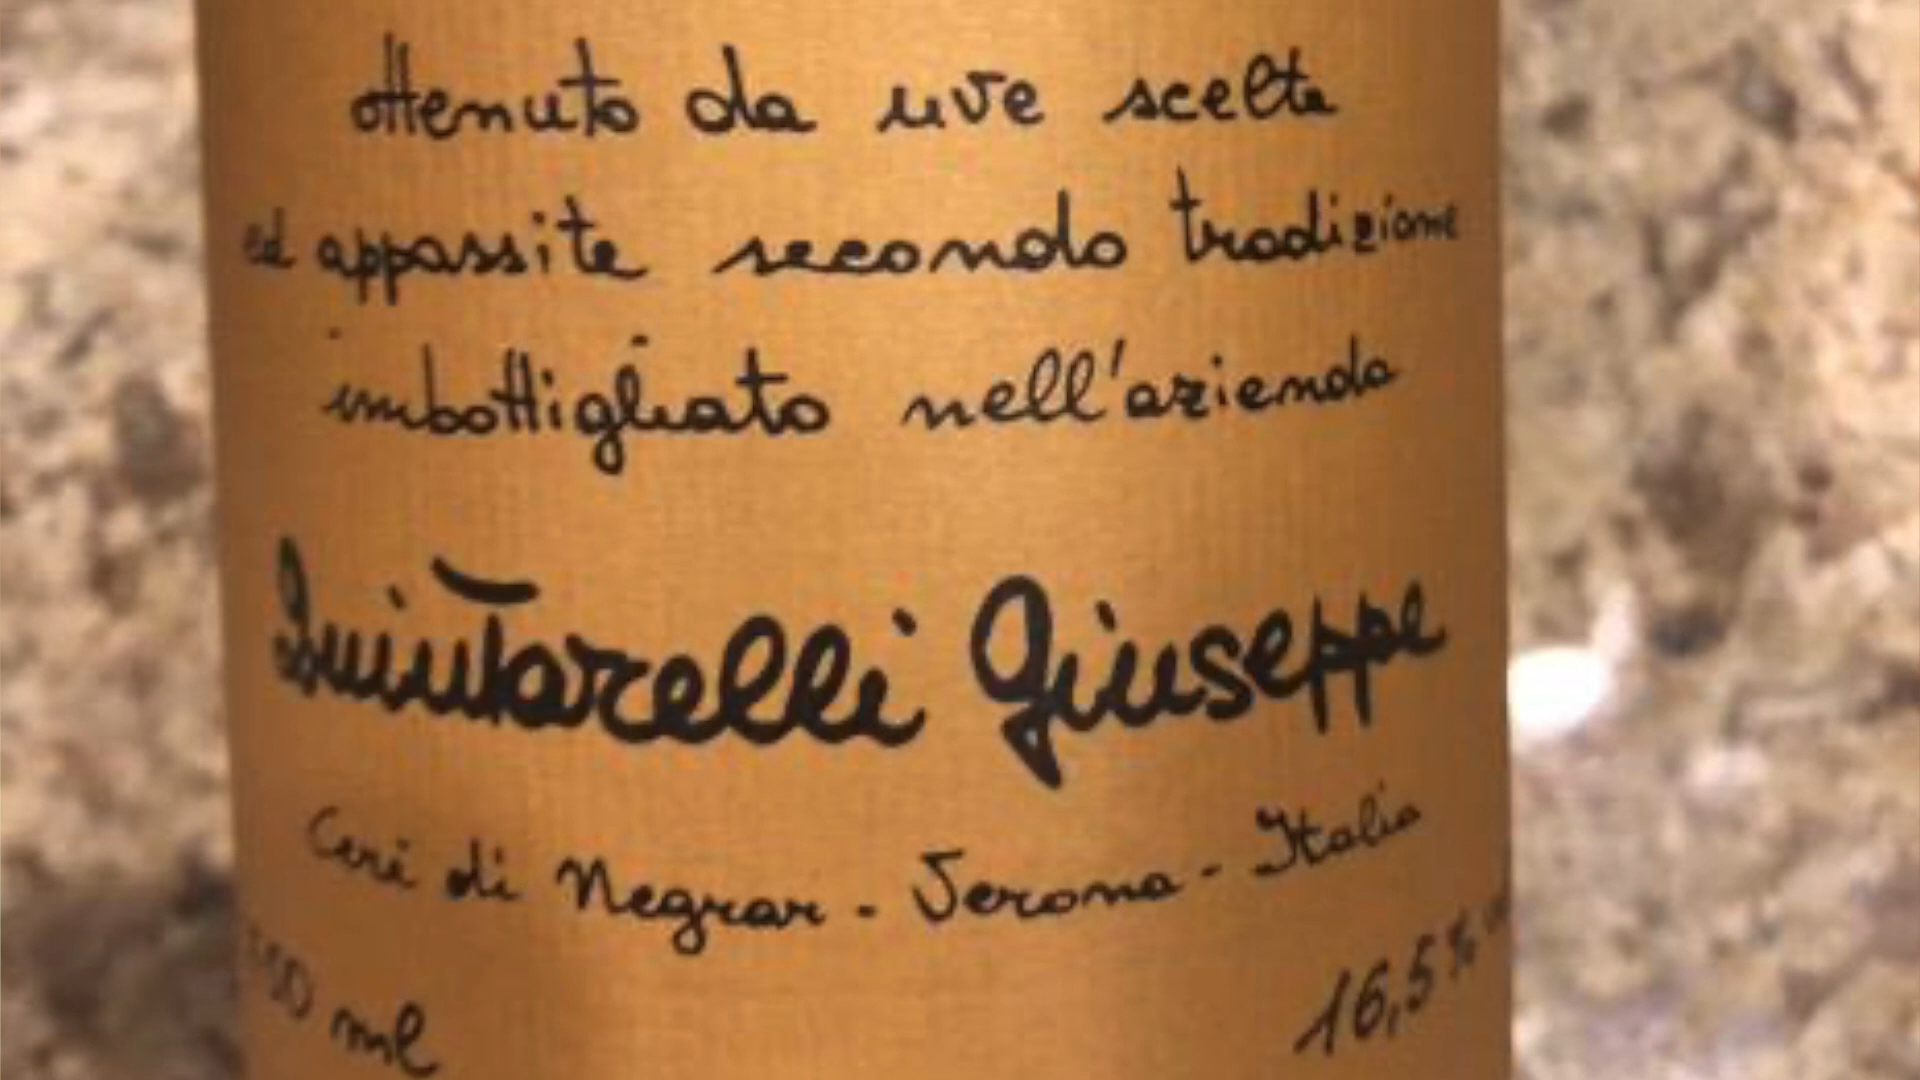 ottenuto da uve scelte
ed appassite secondo tradizione
imbottigliato nell'azienda
Quintarelli Giuseppe
Cerè di Negrar - Verona - Italia
ml
16,5%